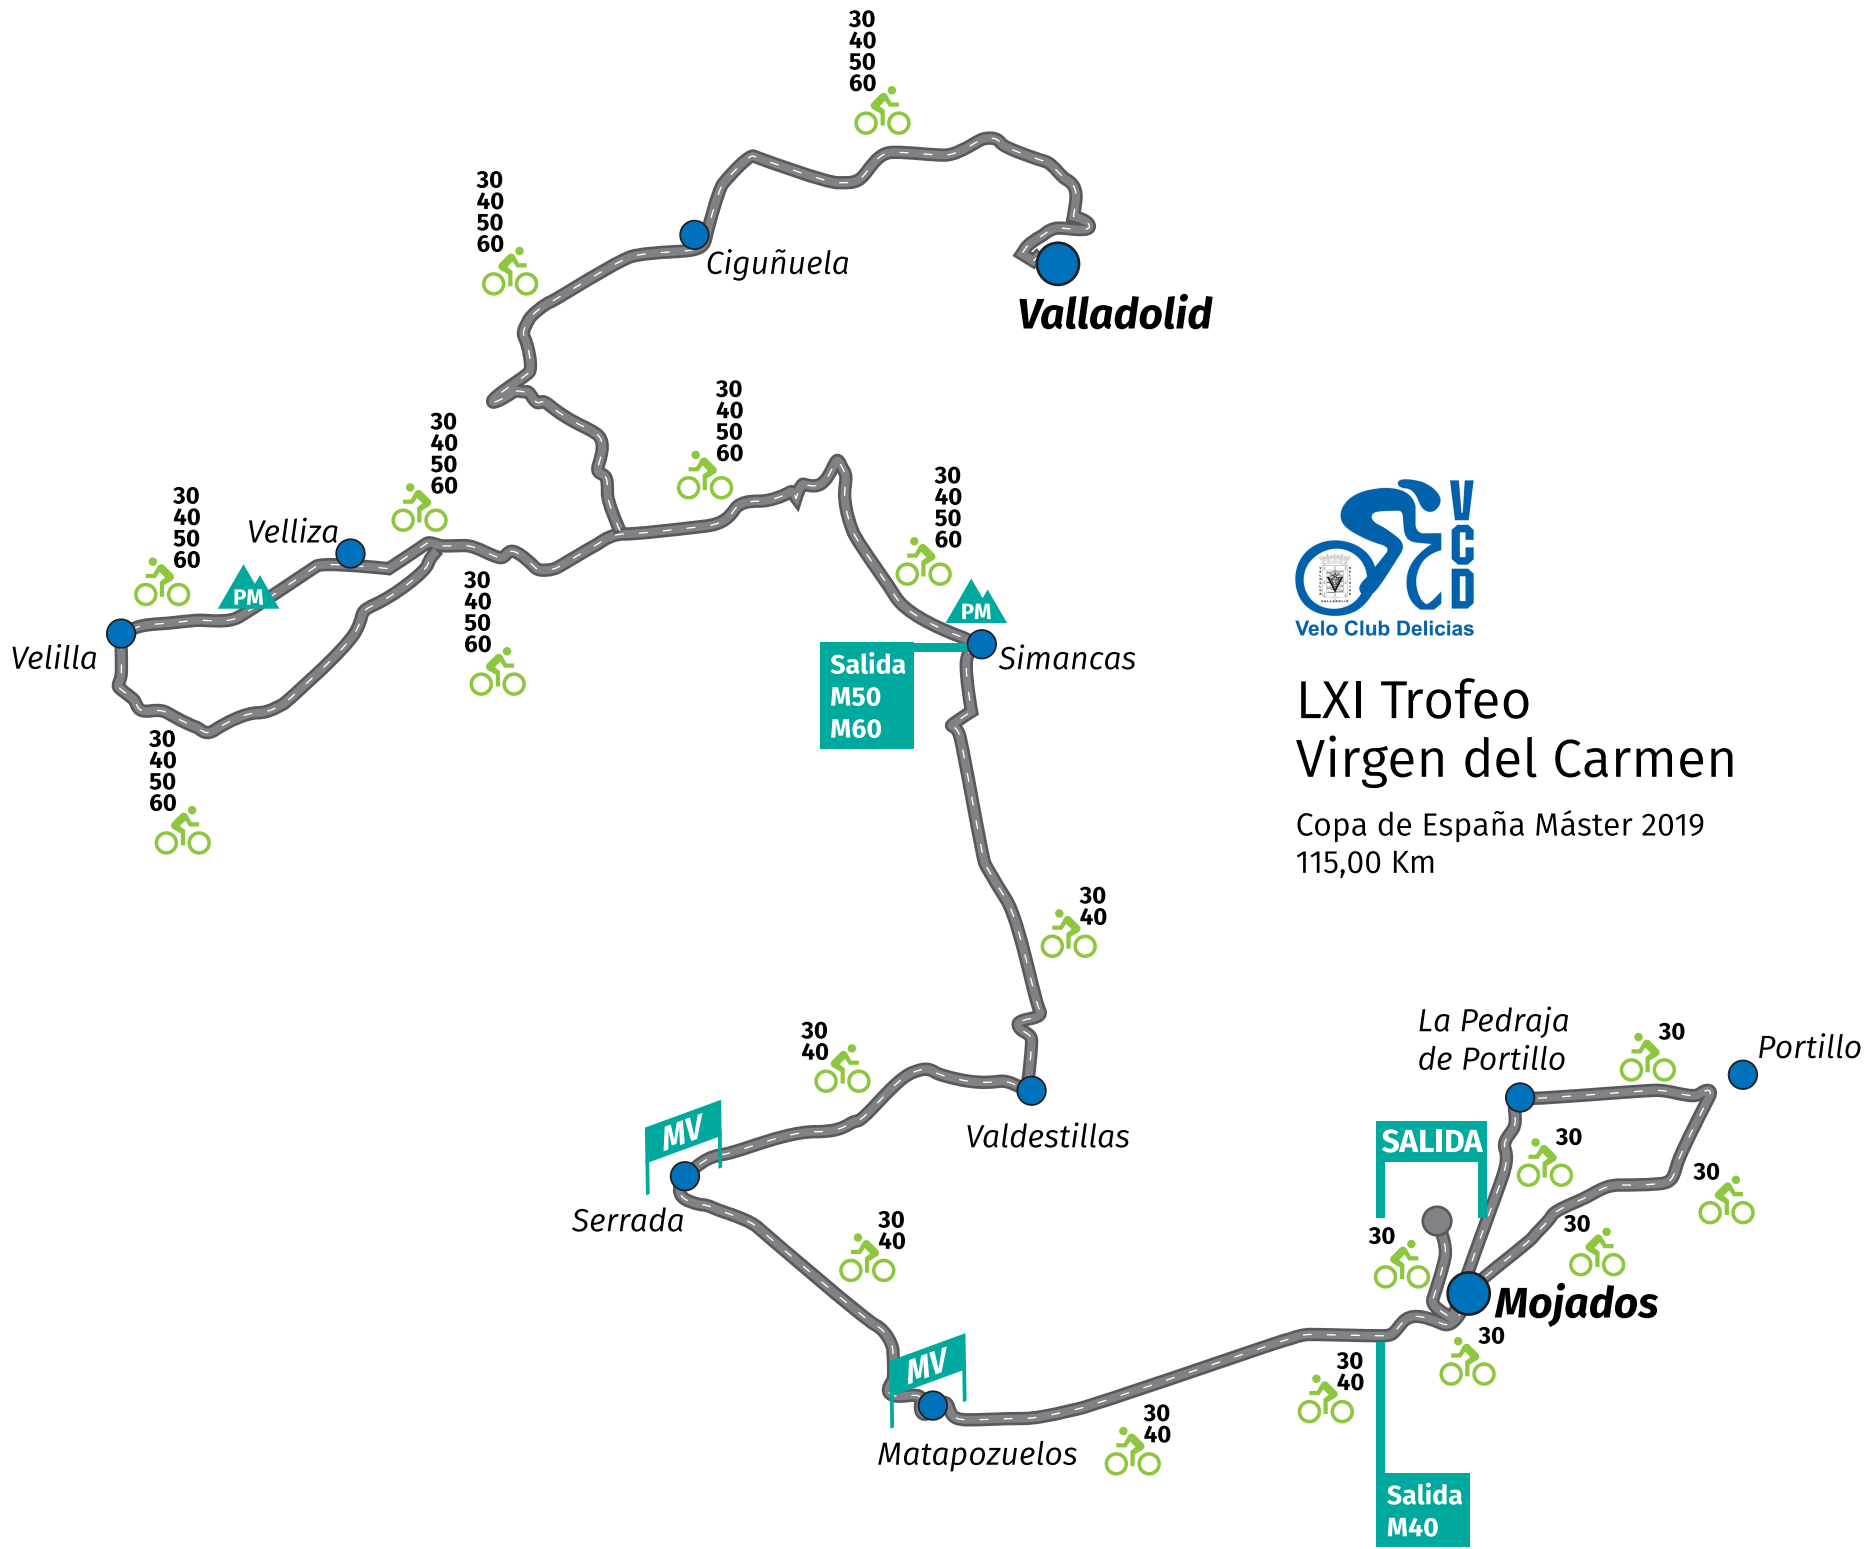 30
40
50
60
30
40
50
60
Ciguñuela
Valladolid
30
40
50
60
30
40
50
60
30
40
50
60
30
40
50
60
Velliza
PM
Velilla
30
40
50
60
30
40
50
60
PM
Simancas
Salida
M50
M60
VCD
VALLADOLID
Velo Club Delicias
LXI Trofeo
Virgen del Carmen
Copa de España Máster 2019
115,00 Km
30
40
30
40
Valdestillas
MV
Serrada
30
40
MV
Matapozuelos
30
40
30
40
La Pedraja
de Portillo
30
Portillo
SALIDA
30
30
30
30
Mojados
30
Salida
M40